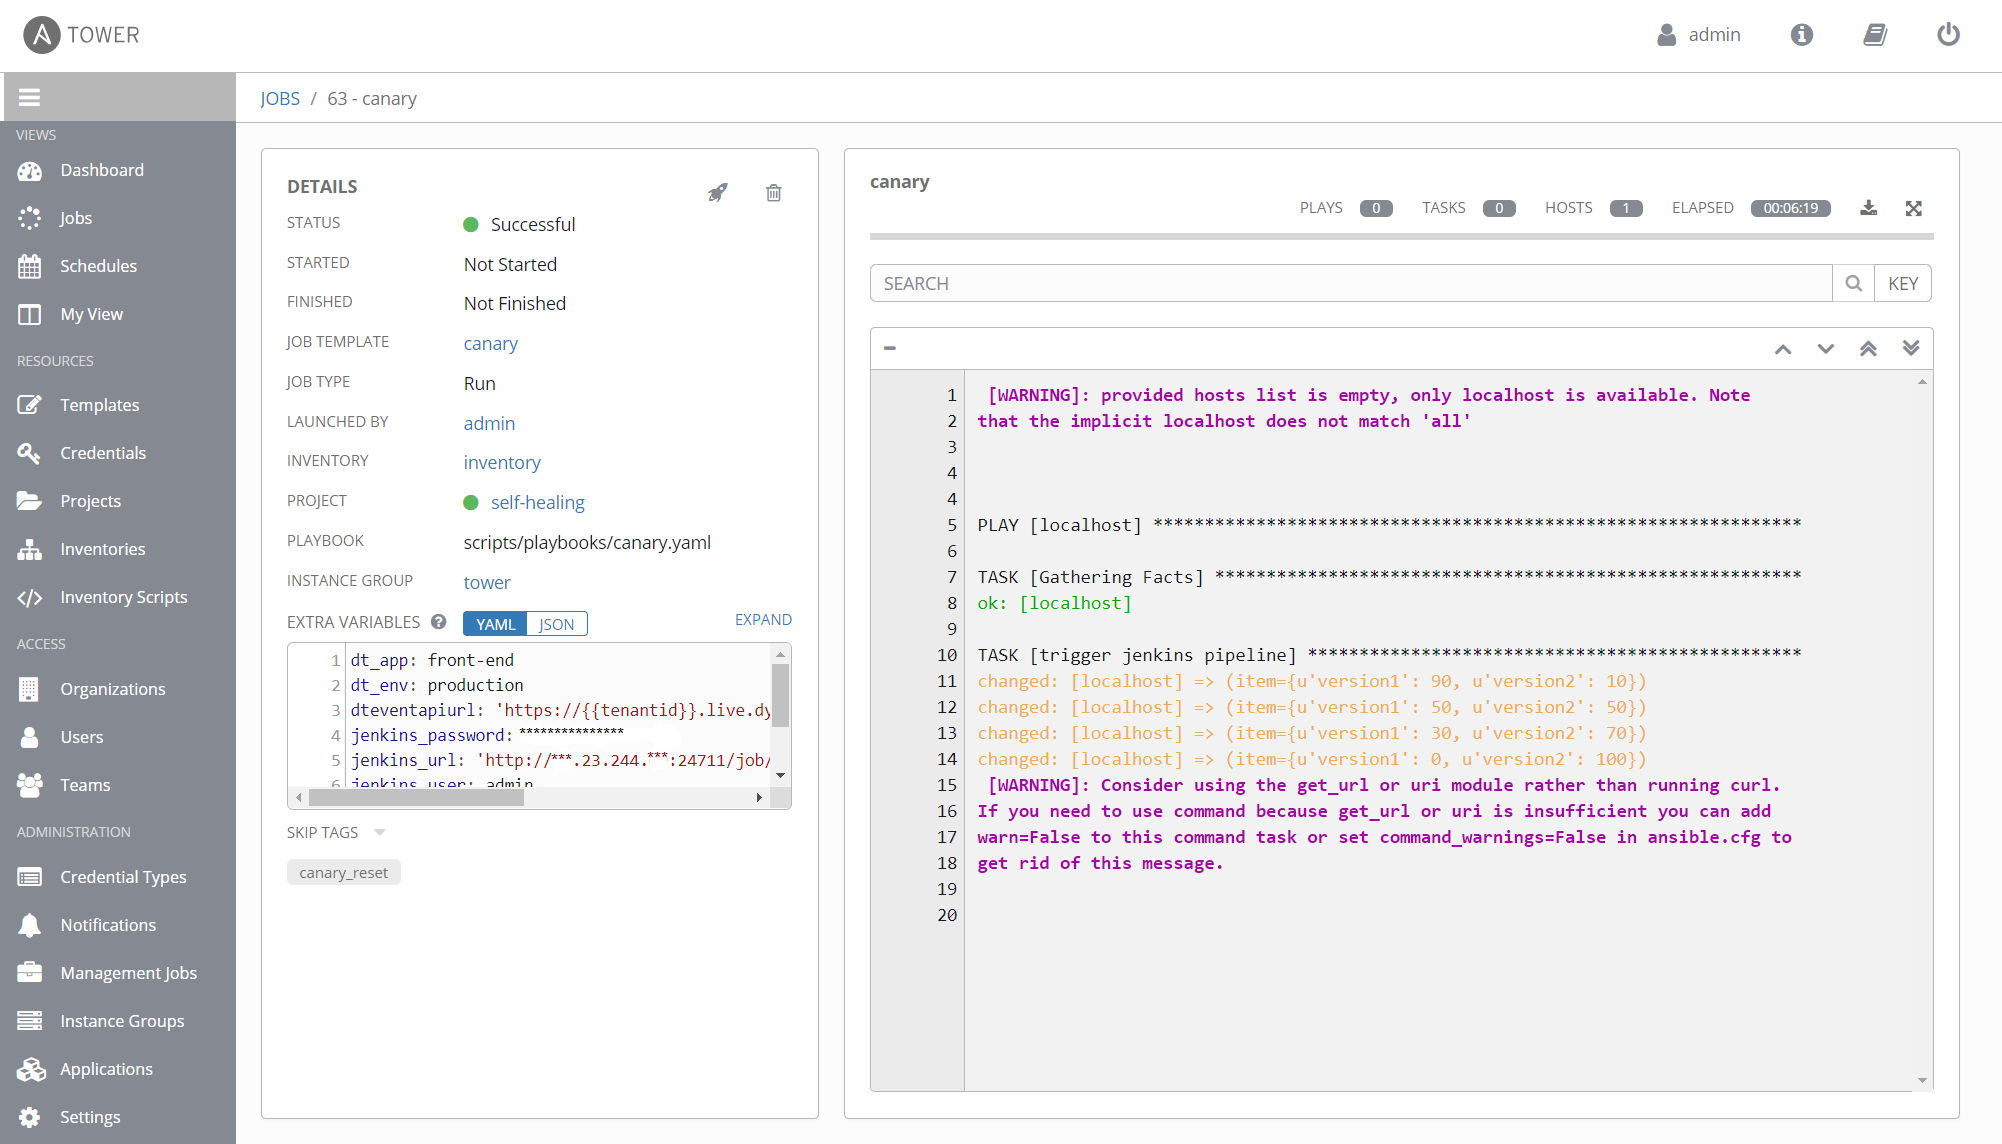 TOWER
admin
JOBS / 63 - canary
VIEWS
Dashboard
Jobs
Schedules
My View
RESOURCES
Templates
Credentials
Projects
Inventories
Inventory Scripts
ACCESS
Organizations
Users
Teams
ADMINISTRATION
Credential Types
Notifications
Management Jobs
Instance Groups
Applications
Settings
DETAILS
STATUS Successful
STARTED Not Started
FINISHED Not Finished
JOB TEMPLATE canary
JOB TYPE Run
LAUNCHED BY admin
INVENTORY inventory
PROJECT self-healing
PLAYBOOK scripts/playbooks/canary.yaml
INSTANCE GROUP tower
EXTRA VARIABLES ? YAML JSON EXPAND
1 dt_app: front-end
2 dt_env: production
3 dteventapiurl: 'https://{{tenantid}}.live.dy
4 jenkins_password: ***************
5 jenkins_url: 'http://***.23.244.***:24711/job/
6 jenkins_user: admin
SKIP TAGS
canary_reset
canary
PLAYS 0 TASKS 0 HOSTS 1 ELAPSED 00:06:19
SEARCH KEY
1 [WARNING]: provided hosts list is empty, only localhost is available. Note
2 that the implicit localhost does not match 'all'
3
4
4
5 PLAY [localhost] ***************************************************************
6
7 TASK [Gathering Facts] *********************************************************
8 ok: [localhost]
9
10 TASK [trigger jenkins pipeline] ************************************************
11 changed: [localhost] => (item={u'version1': 90, u'version2': 10})
12 changed: [localhost] => (item={u'version1': 50, u'version2': 50})
13 changed: [localhost] => (item={u'version1': 30, u'version2': 70})
14 changed: [localhost] => (item={u'version1': 0, u'version2': 100})
15 [WARNING]: Consider using the get_url or uri module rather than running curl.
16 If you need to use command because get_url or uri is insufficient you can add
17 warn=False to this command task or set command_warnings=False in ansible.cfg to
18 get rid of this message.
19
20